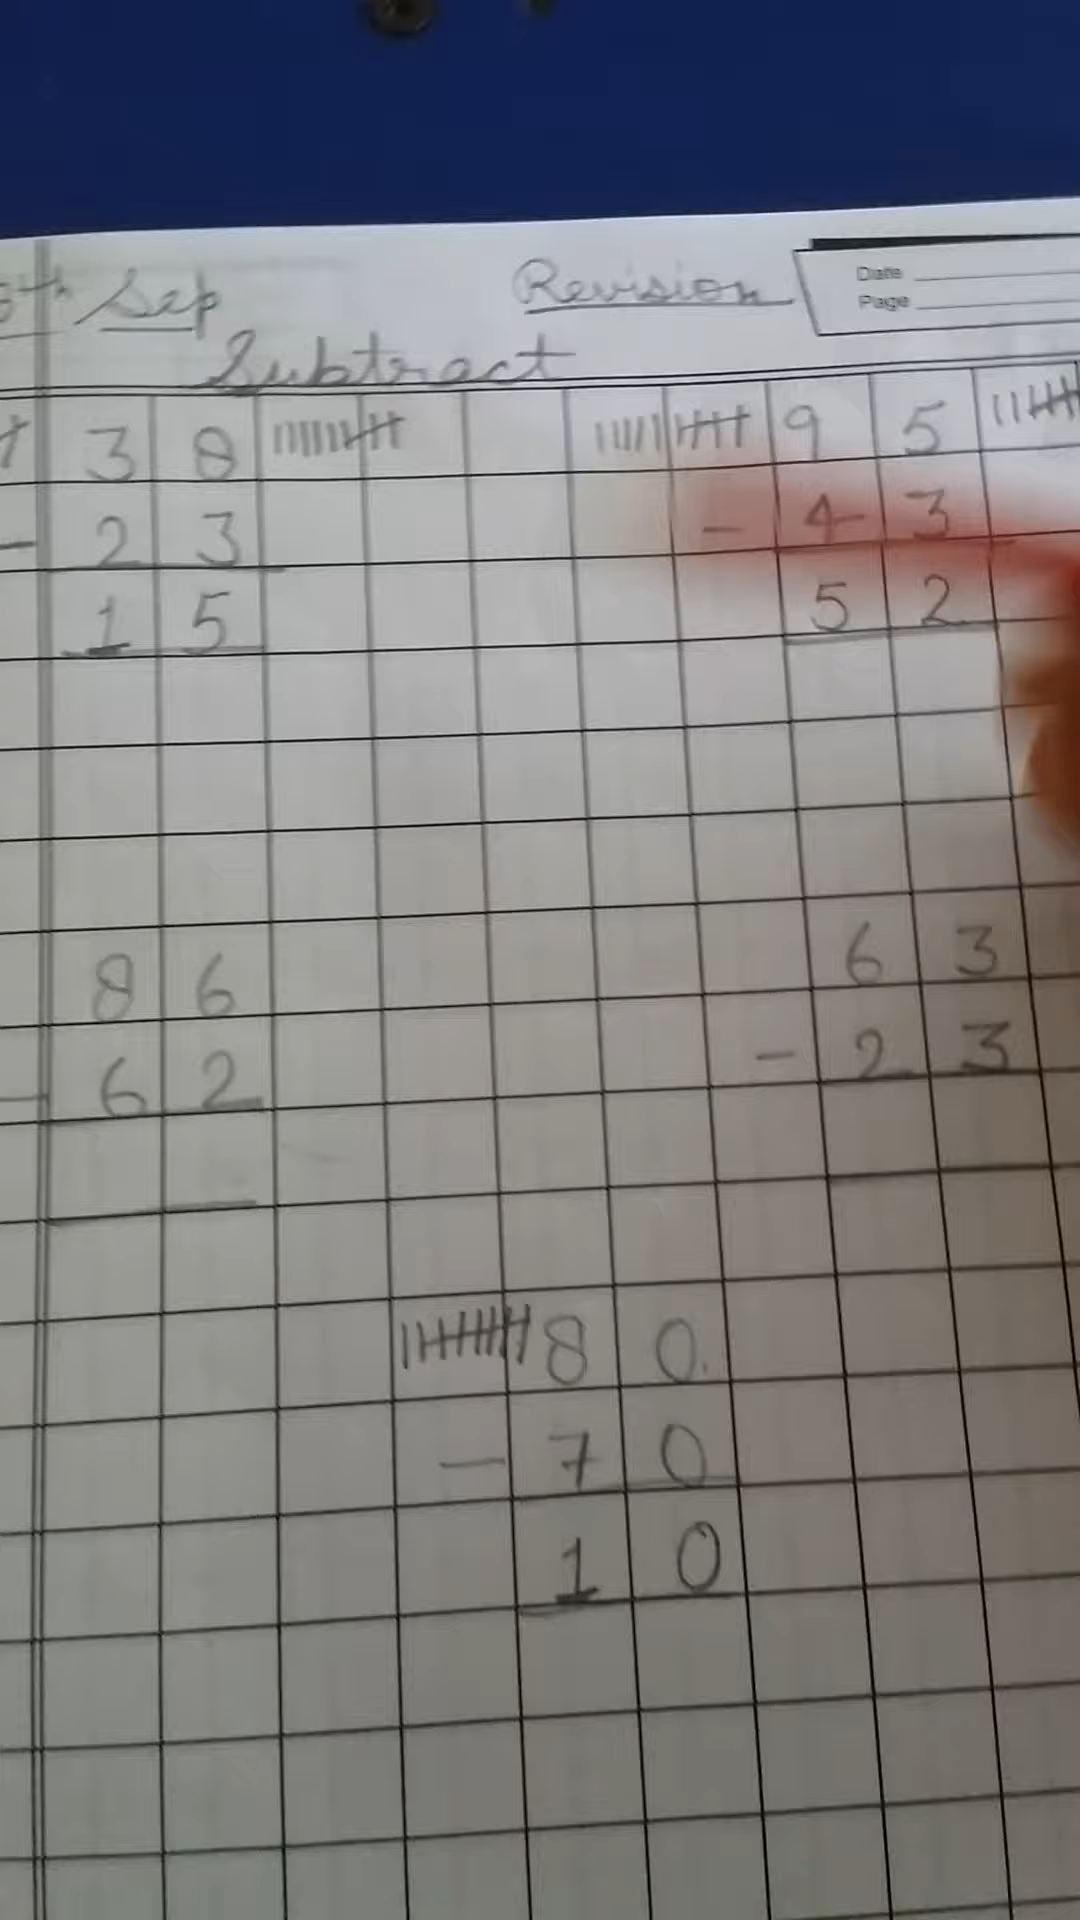 Sep
Revision
Date
Page
Subtract
3 8
- 2 3
1 5
9 5
- 4 3
5 2
8 6
- 6 2
6 3
- 2 3
8 0
- 7 0
1 0